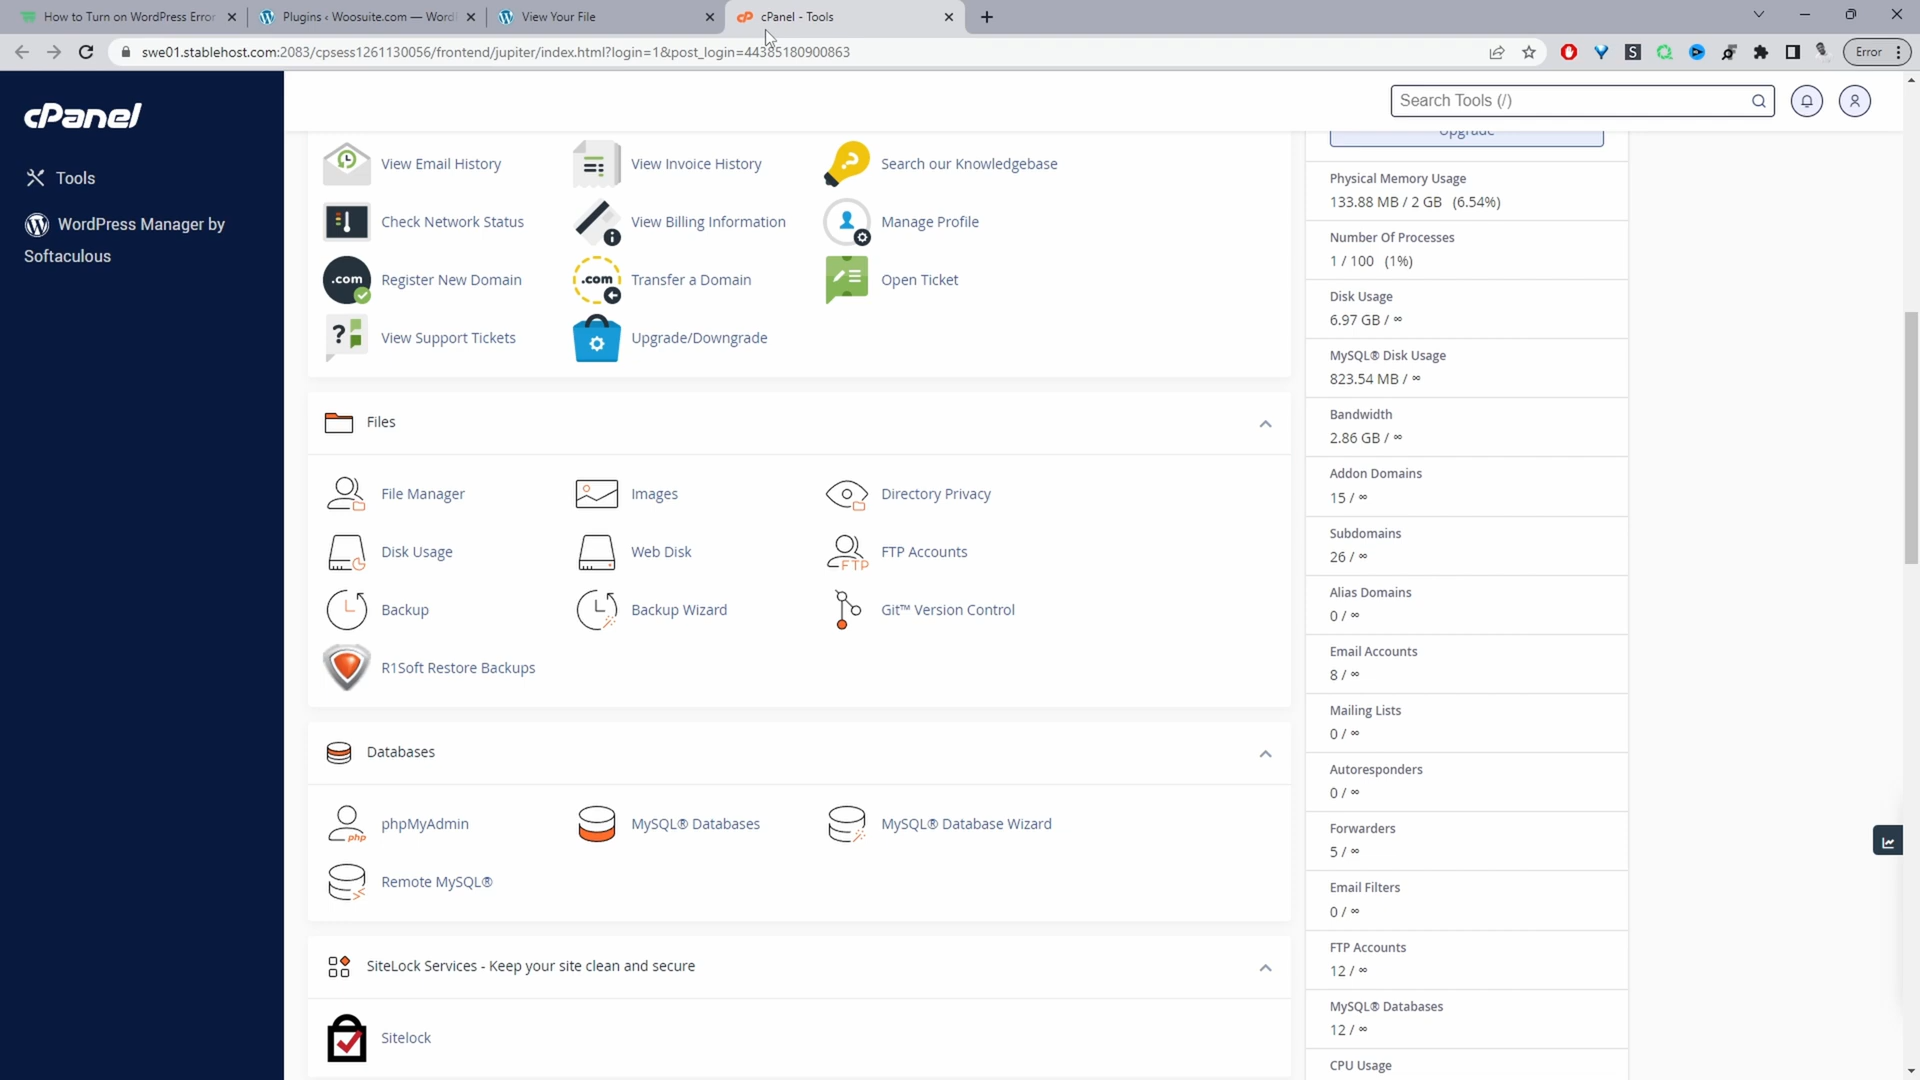 How to Turn on WordPress Error
Plugins ‹ Woosuite.com — Word
View Your File
cPanel - Tools
swe01.stablehost.com:2083/cpsess1261130056/frontend/jupiter/index.html?login=1&post_login=44385180900863
Error
cPanel
Search Tools (/)
Tools
WordPress Manager by
Softaculous
View Email History
View Invoice History
Search our Knowledgebase
Check Network Status
View Billing Information
Manage Profile
.com
Register New Domain
.com
Transfer a Domain
Open Ticket
View Support Tickets
Upgrade/Downgrade
Files
File Manager
Images
Directory Privacy
Disk Usage
Web Disk
FTP
FTP Accounts
Backup
Backup Wizard
Git™ Version Control
R1Soft Restore Backups
Databases
php
phpMyAdmin
MySQL® Databases
MySQL® Database Wizard
Remote MySQL®
SiteLock Services - Keep your site clean and secure
Sitelock
Upgrade
Physical Memory Usage
133.88 MB / 2 GB (6.54%)
Number Of Processes
1 / 100 (1%)
Disk Usage
6.97 GB / ∞
MySQL® Disk Usage
823.54 MB / ∞
Bandwidth
2.86 GB / ∞
Addon Domains
15 / ∞
Subdomains
26 / ∞
Alias Domains
0 / ∞
Email Accounts
8 / ∞
Mailing Lists
0 / ∞
Autoresponders
0 / ∞
Forwarders
5 / ∞
Email Filters
0 / ∞
FTP Accounts
12 / ∞
MySQL® Databases
12 / ∞
CPU Usage